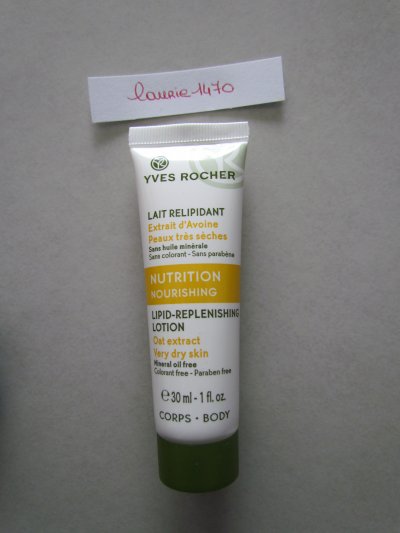 laurie1470
YVES ROCHER
LAIT RELIPIDANT
Extrait d'Avoine
Peaux très sèches
Sans huile minérale
Sans colorant - Sans parabène
NUTRITION
NOURISHING
LIPID-REPLENISHING
LOTION
Oat extract
Very dry skin
Mineral oil free
Colorant free - Paraben free
℮ 30 ml - 1 fl. oz.
CORPS • BODY